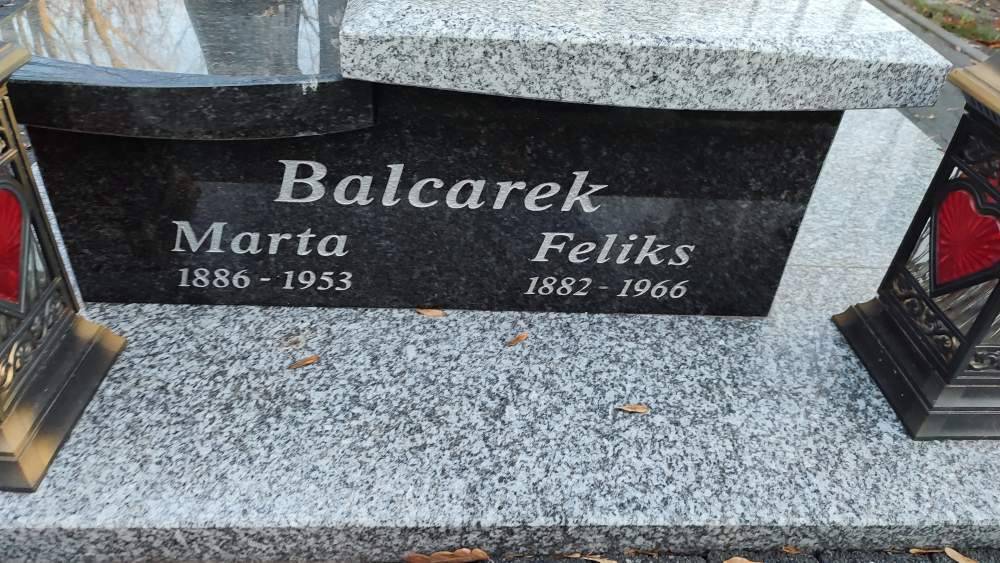 Balcarek
Marta Feliks
1886 - 1953 1882 - 1966